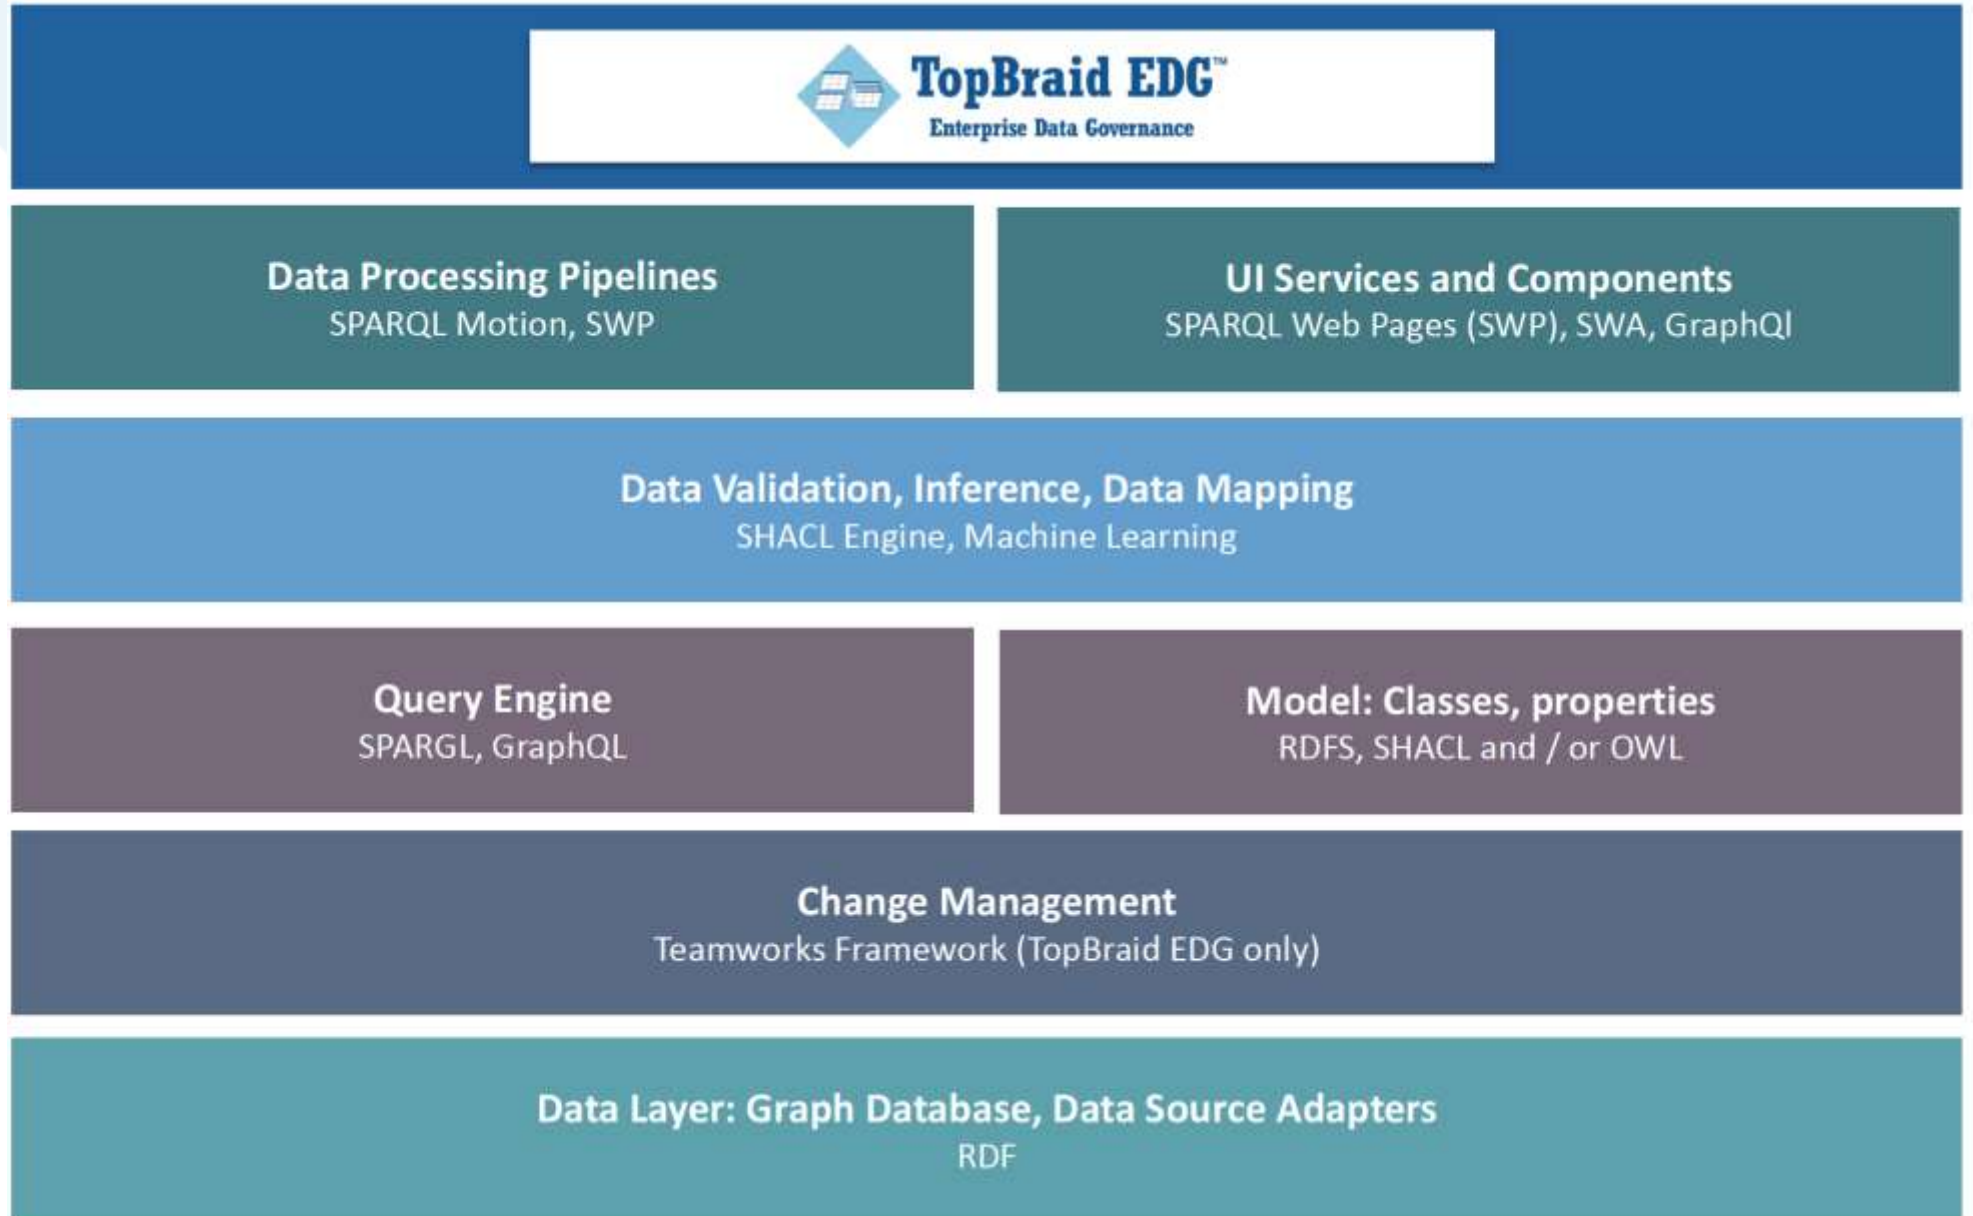 TopBraid EDG™
Enterprise Data Governance
Data Processing Pipelines
SPARQL Motion, SWP
UI Services and Components
SPARQL Web Pages (SWP), SWA, GraphQl
Data Validation, Inference, Data Mapping
SHACL Engine, Machine Learning
Query Engine
SPARGL, GraphQL
Model: Classes, properties
RDFS, SHACL and / or OWL
Change Management
Teamworks Framework (TopBraid EDG only)
Data Layer: Graph Database, Data Source Adapters
RDF